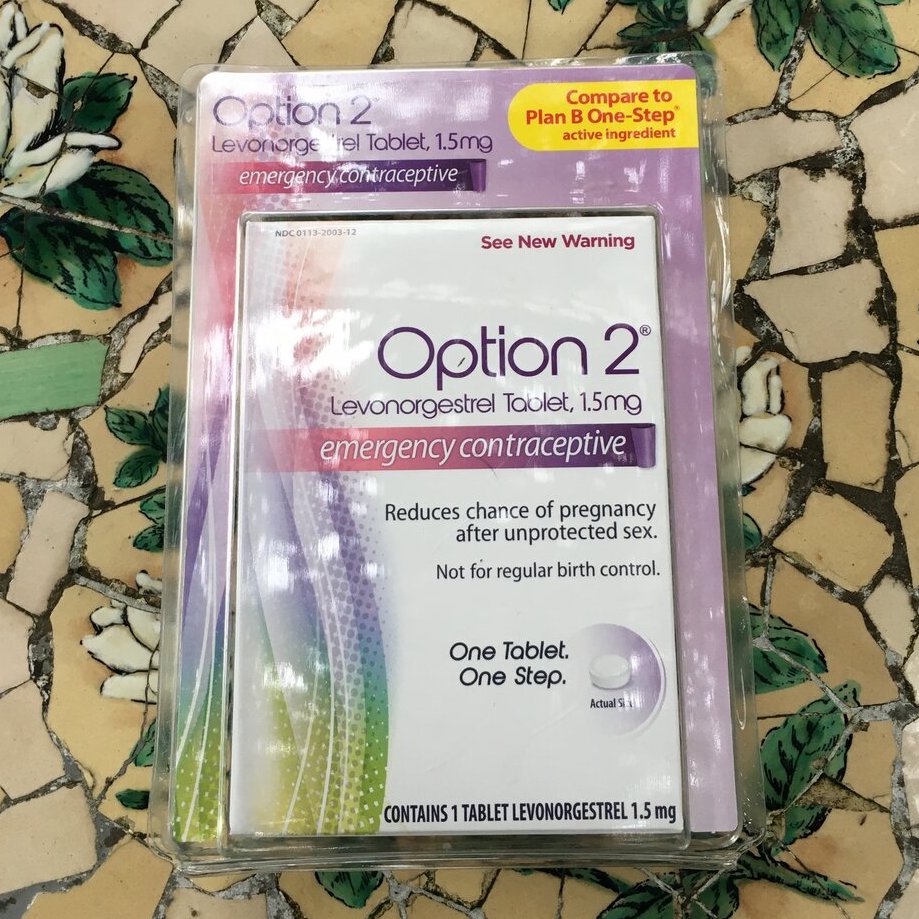 Option 2
Levonorgestrel Tablet, 1.5mg
emergency contraceptive
Compare to
Plan B One-Step®
active ingredient
NDC 0113-2003-12
See New Warning
Option 2®
Levonorgestrel Tablet, 1.5mg
emergency contraceptive
Reduces chance of pregnancy
after unprotected sex.
Not for regular birth control.
One Tablet.
One Step.
Actual Size
CONTAINS 1 TABLET LEVONORGESTREL 1.5 mg